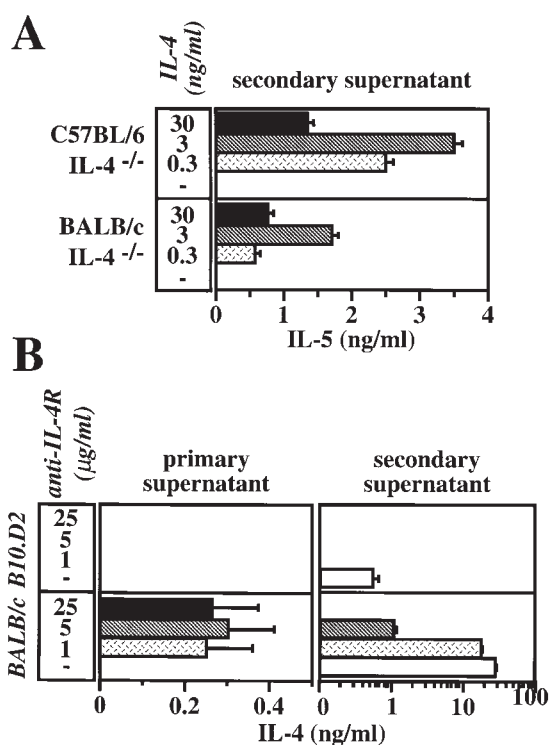 A
IL-4
(ng/ml)
secondary supernatant
C57BL/6
IL-4 -/-
30
3
0.3
-
BALB/c
IL-4 -/-
30
3
0.3
-
0 1 2 3 4
IL-5 (ng/ml)
B
anti-IL-4R
(µg/ml)
primary
supernatant
secondary
supernatant
B10.D2
25
5
1
-
BALB/c
25
5
1
-
0 0.2 0.4
0 1 10 100
IL-4 (ng/ml)